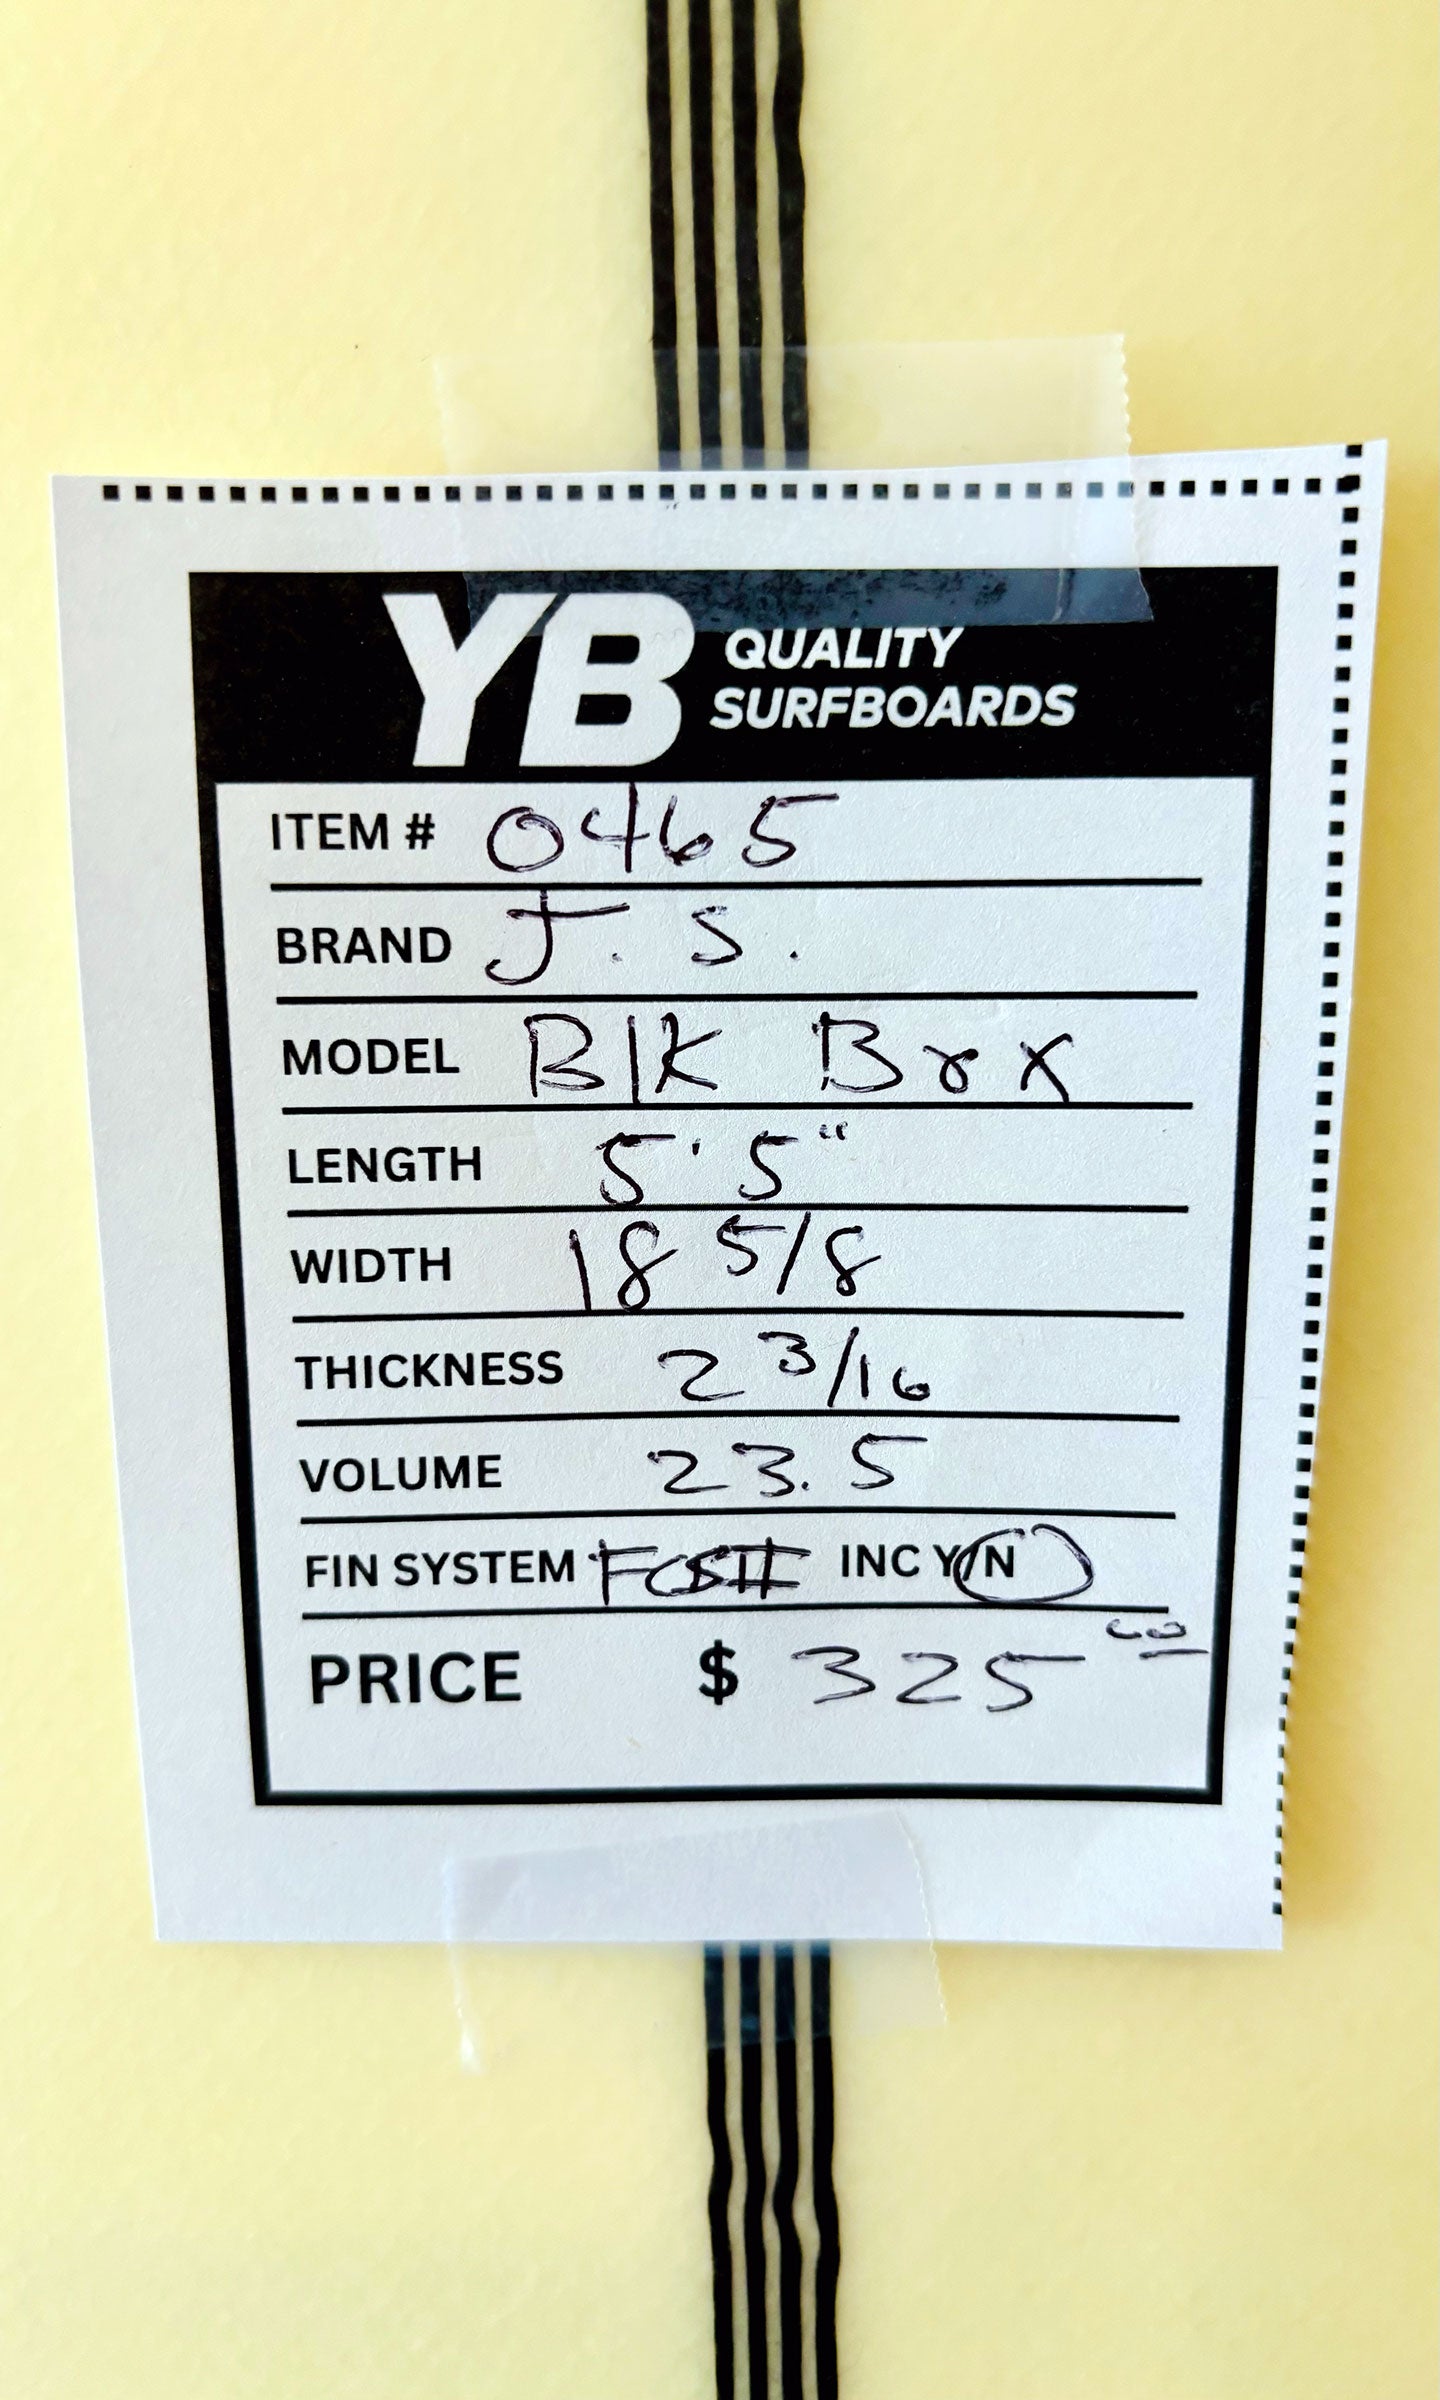 YB QUALITY
SURFBOARDS
ITEM # 0465
BRAND J. S.
MODEL Blk Box
LENGTH 5' 5"
WIDTH 18 5/8
THICKNESS 2 3/16
VOLUME 23.5
FIN SYSTEM FCSII INC Y/N
PRICE $ 325 00